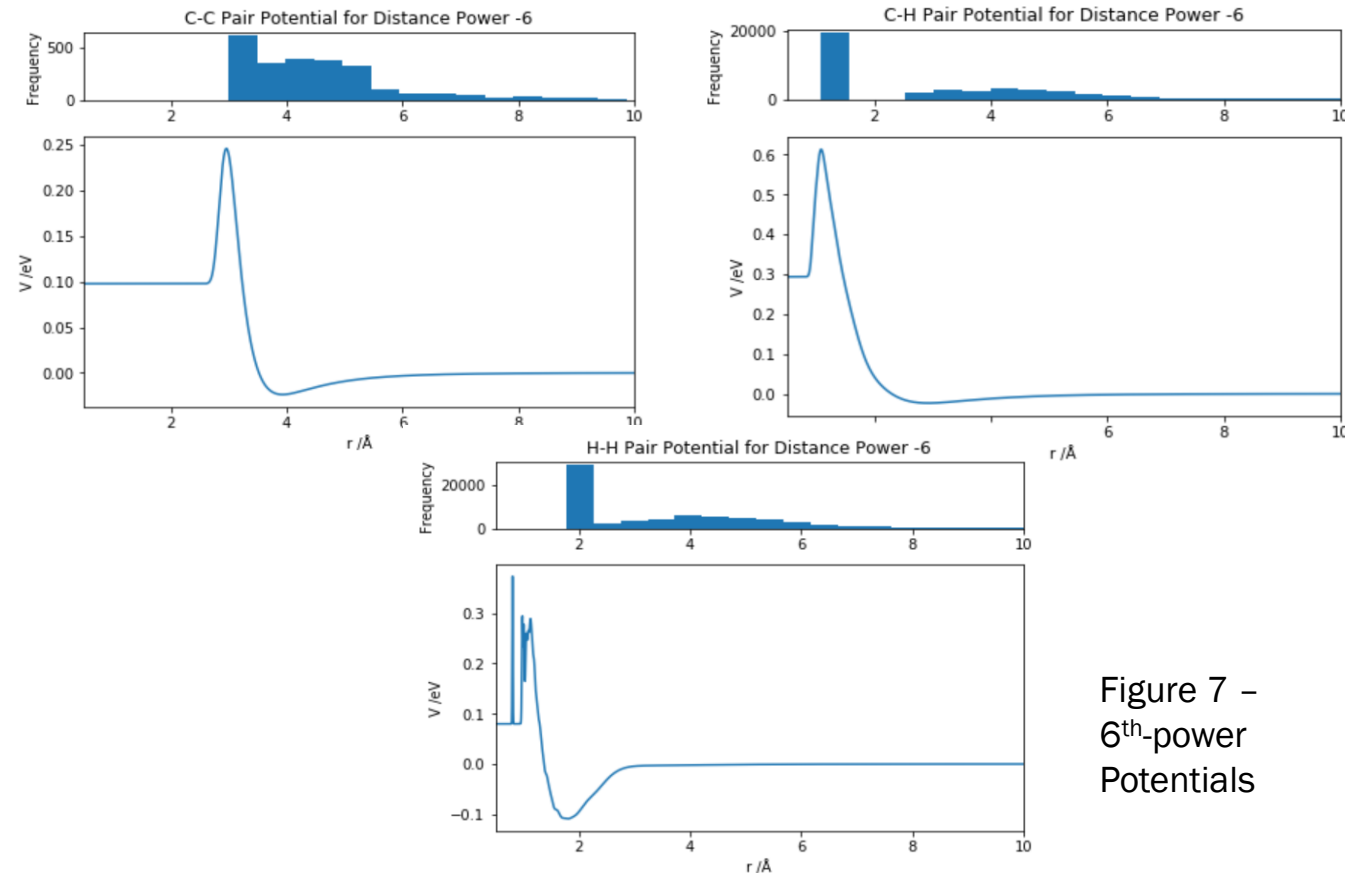 C-C Pair Potential for Distance Power -6
Frequency
500
0
2 4 6 8 10
V /eV
0.25
0.20
0.15
0.10
0.05
0.00
2 4 6 8 10
r /Å
C-H Pair Potential for Distance Power -6
Frequency
20000
0
2 4 6 8 10
V /eV
0.6
0.5
0.4
0.3
0.2
0.1
0.0
2 4 6 8 10
r /Å
H-H Pair Potential for Distance Power -6
Frequency
20000
0
2 4 6 8 10
V /eV
0.3
0.2
0.1
0.0
−0.1
2 4 6 8 10
r /Å
Figure 7 –
6th-power
Potentials